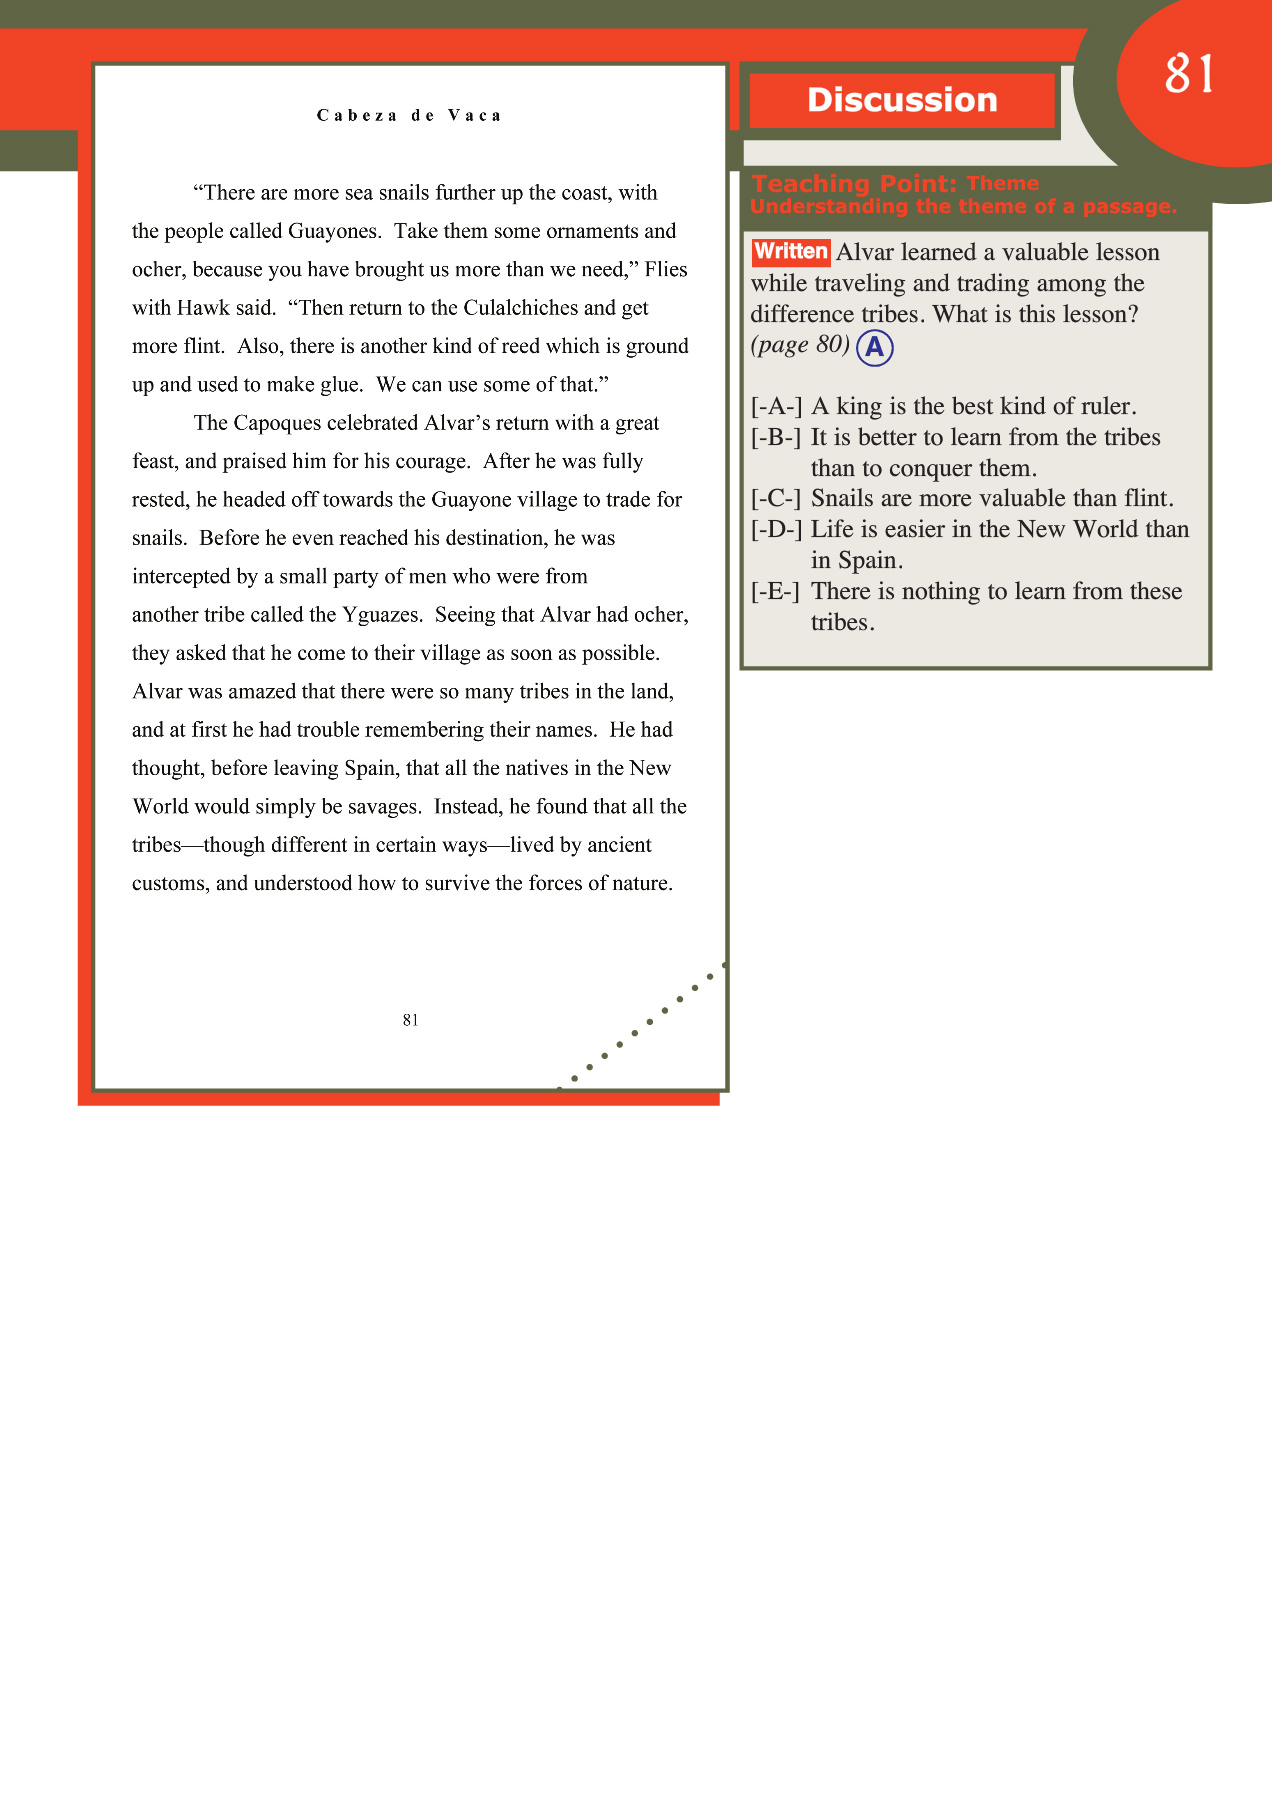 81
Cabeza de Vaca
“There are more sea snails further up the coast, with
the people called Guayones.  Take them some ornaments and
ocher, because you have brought us more than we need,” Flies
with Hawk said.  “Then return to the Culalchiches and get
more flint.  Also, there is another kind of reed which is ground
up and used to make glue.  We can use some of that.”
The Capoques celebrated Alvar’s return with a great
feast, and praised him for his courage.  After he was fully
rested, he headed off towards the Guayone village to trade for
snails.  Before he even reached his destination, he was
intercepted by a small party of men who were from
another tribe called the Yguazes.  Seeing that Alvar had ocher,
they asked that he come to their village as soon as possible.
Alvar was amazed that there were so many tribes in the land,
and at first he had trouble remembering their names.  He had
thought, before leaving Spain, that all the natives in the New
World would simply be savages.  Instead, he found that all the
tribes—though different in certain ways—lived by ancient
customs, and understood how to survive the forces of nature.
81
Discussion
Teaching Point: Theme
Understanding the theme of a passage.
Written Alvar learned a valuable lesson
while traveling and trading among the
difference tribes. What is this lesson?
(page 80) A
[-A-] A king is the best kind of ruler.
[-B-] It is better to learn from the tribes
than to conquer them.
[-C-] Snails are more valuable than flint.
[-D-] Life is easier in the New World than
in Spain.
[-E-] There is nothing to learn from these
tribes.